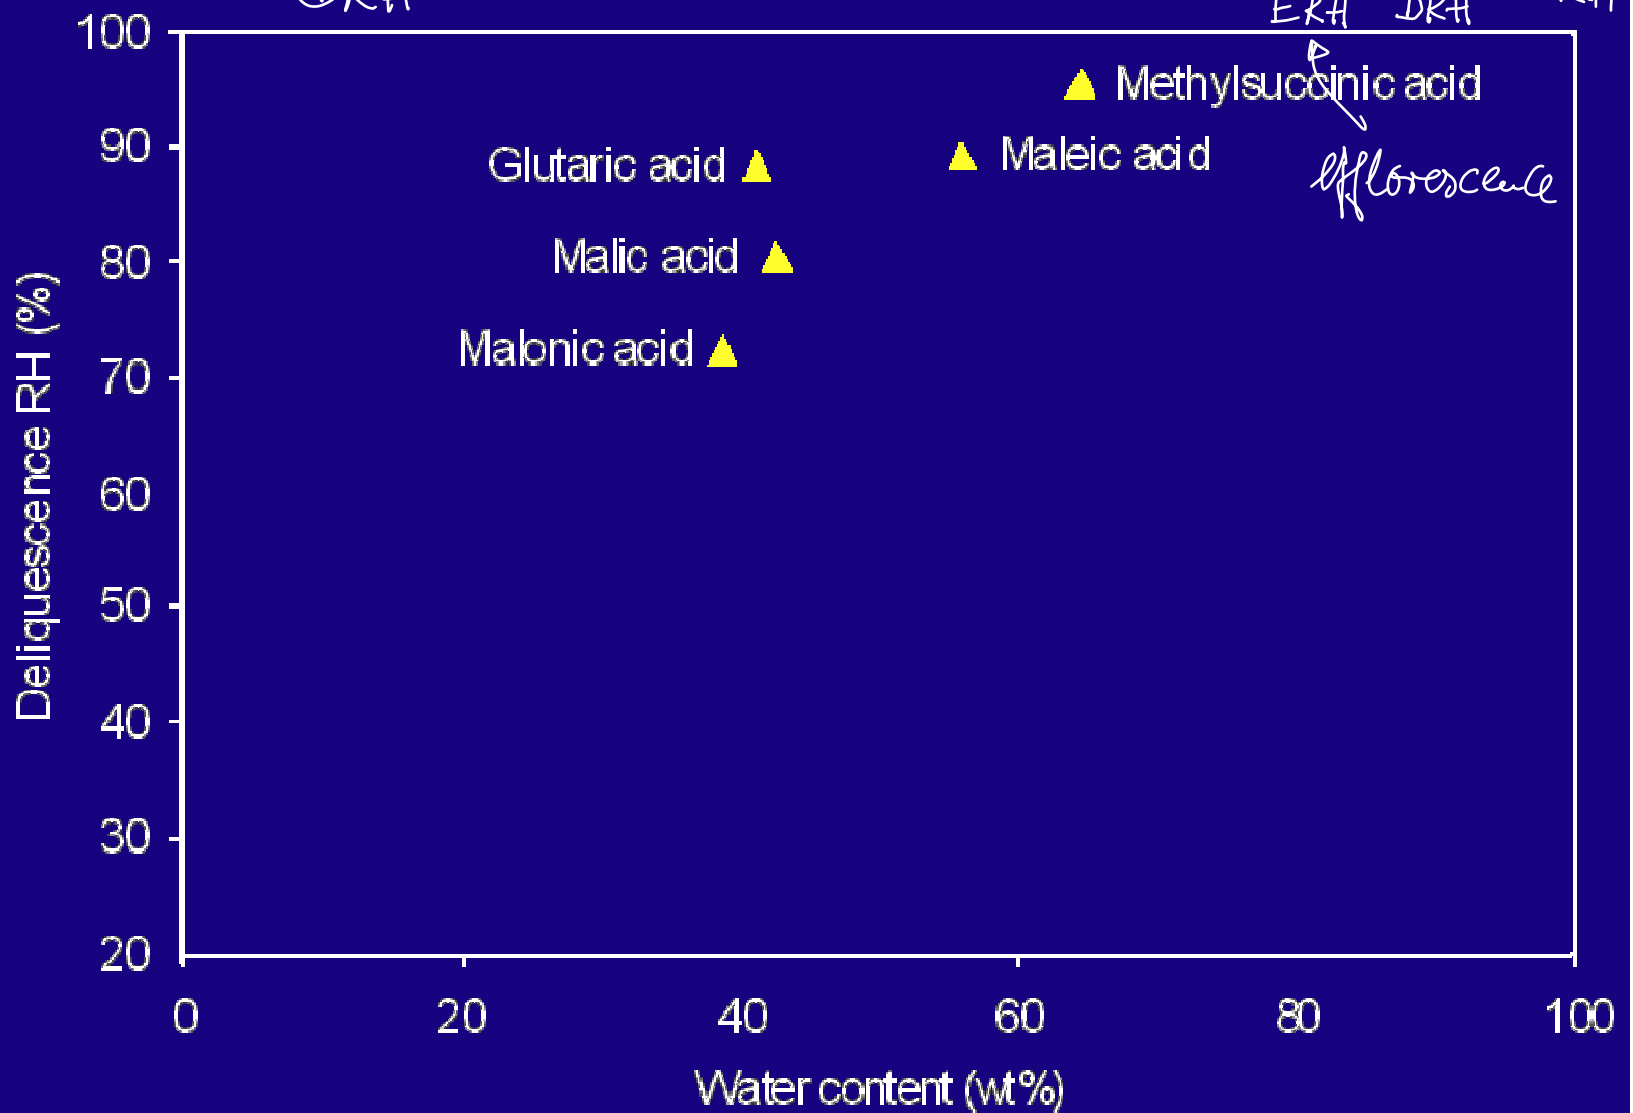 ERH DRH
100
Methylsuccinic acid
90
Glutaric acid
Maleic acid
efflorescence
80
Malic acid
Malonic acid
70
60
50
40
30
20
Deliquescence RH (%)
0 20 40 60 80 100
Water content (wt%)